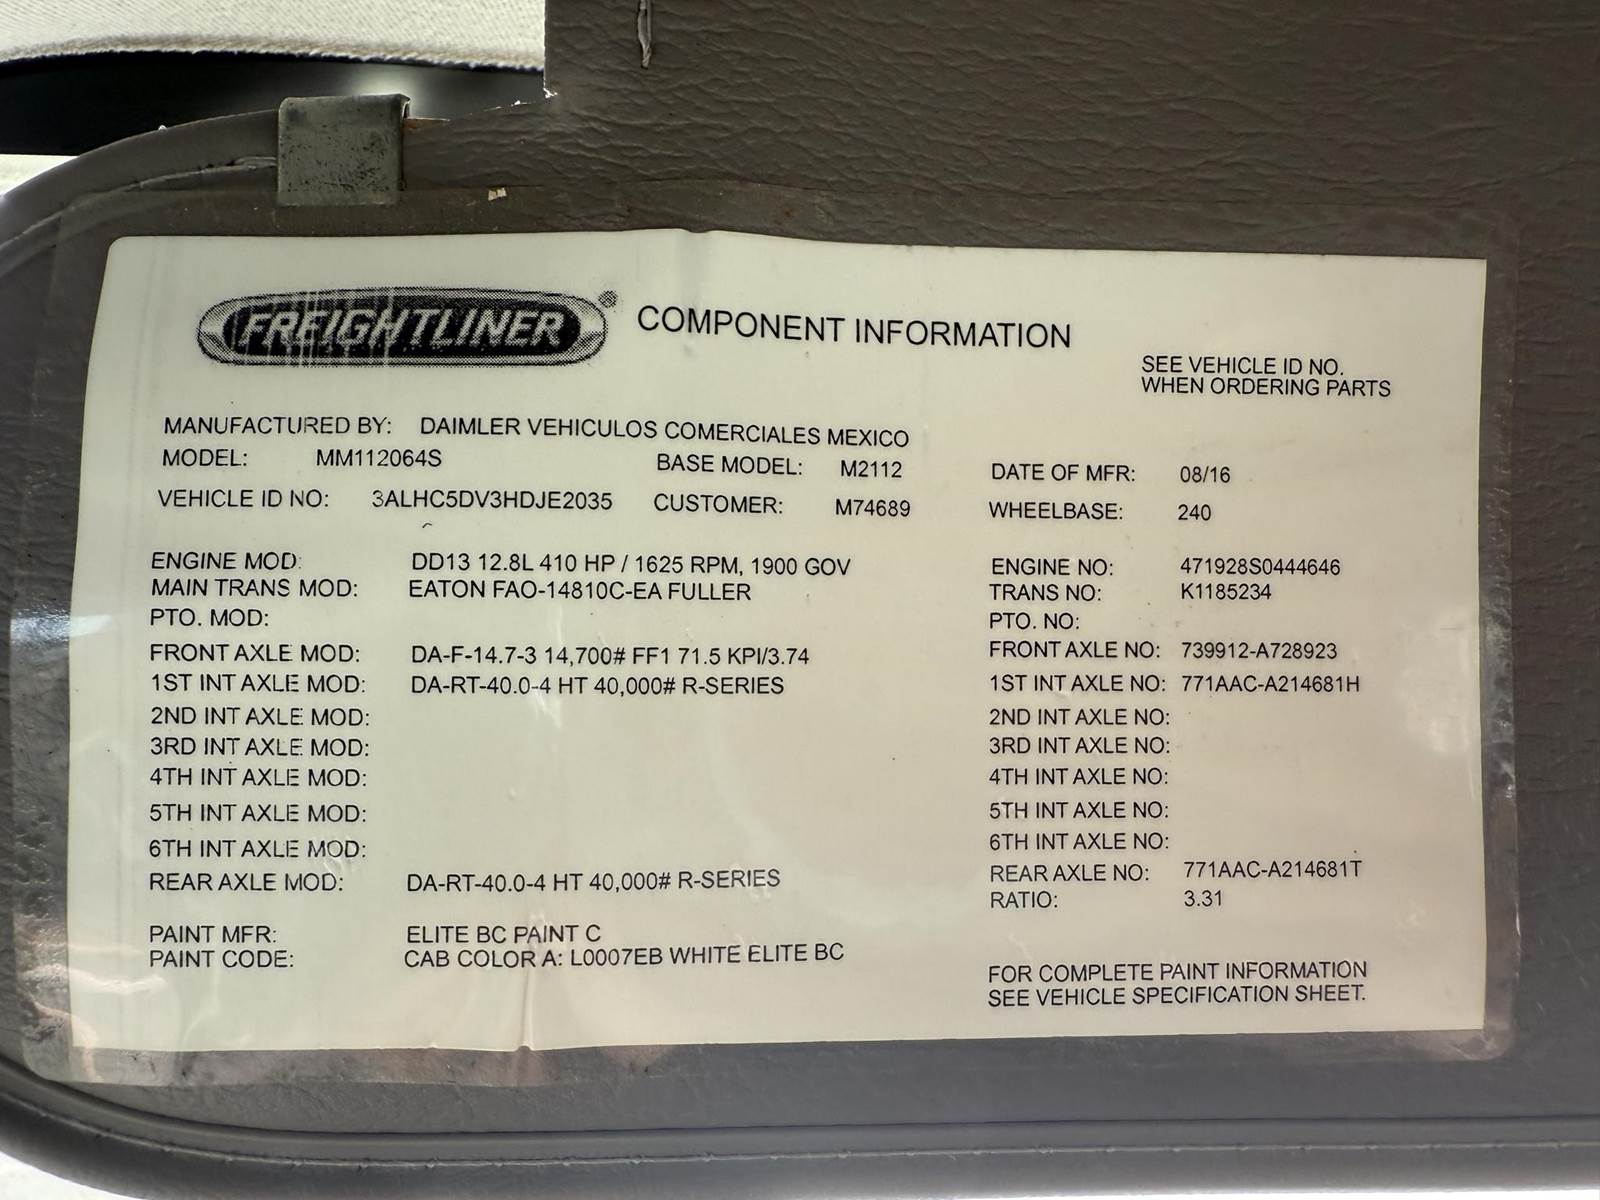 FREIGHTLINER® COMPONENT INFORMATION
SEE VEHICLE ID NO.
WHEN ORDERING PARTS
MANUFACTURED BY: DAIMLER VEHICULOS COMERCIALES MEXICO
MODEL: MM112064S BASE MODEL: M2112 DATE OF MFR: 08/16
VEHICLE ID NO: 3ALHC5DV3HDJE2035 CUSTOMER: M74689 WHEELBASE: 240
ENGINE MOD: DD13 12.8L 410 HP / 1625 RPM, 1900 GOV ENGINE NO: 471928S0444646
MAIN TRANS MOD: EATON FAO-14810C-EA FULLER TRANS NO: K1185234
PTO. MOD: PTO. NO:
FRONT AXLE MOD: DA-F-14.7-3 14,700# FF1 71.5 KPI/3.74 FRONT AXLE NO: 739912-A728923
1ST INT AXLE MOD: DA-RT-40.0-4 HT 40,000# R-SERIES 1ST INT AXLE NO: 771AAC-A214681H
2ND INT AXLE MOD: 2ND INT AXLE NO:
3RD INT AXLE MOD: 3RD INT AXLE NO:
4TH INT AXLE MOD: 4TH INT AXLE NO:
5TH INT AXLE MOD: 5TH INT AXLE NO:
6TH INT AXLE MOD: 6TH INT AXLE NO:
REAR AXLE MOD: DA-RT-40.0-4 HT 40,000# R-SERIES REAR AXLE NO: 771AAC-A214681T
RATIO: 3.31
PAINT MFR: ELITE BC PAINT C
PAINT CODE: CAB COLOR A: L0007EB WHITE ELITE BC
FOR COMPLETE PAINT INFORMATION
SEE VEHICLE SPECIFICATION SHEET.